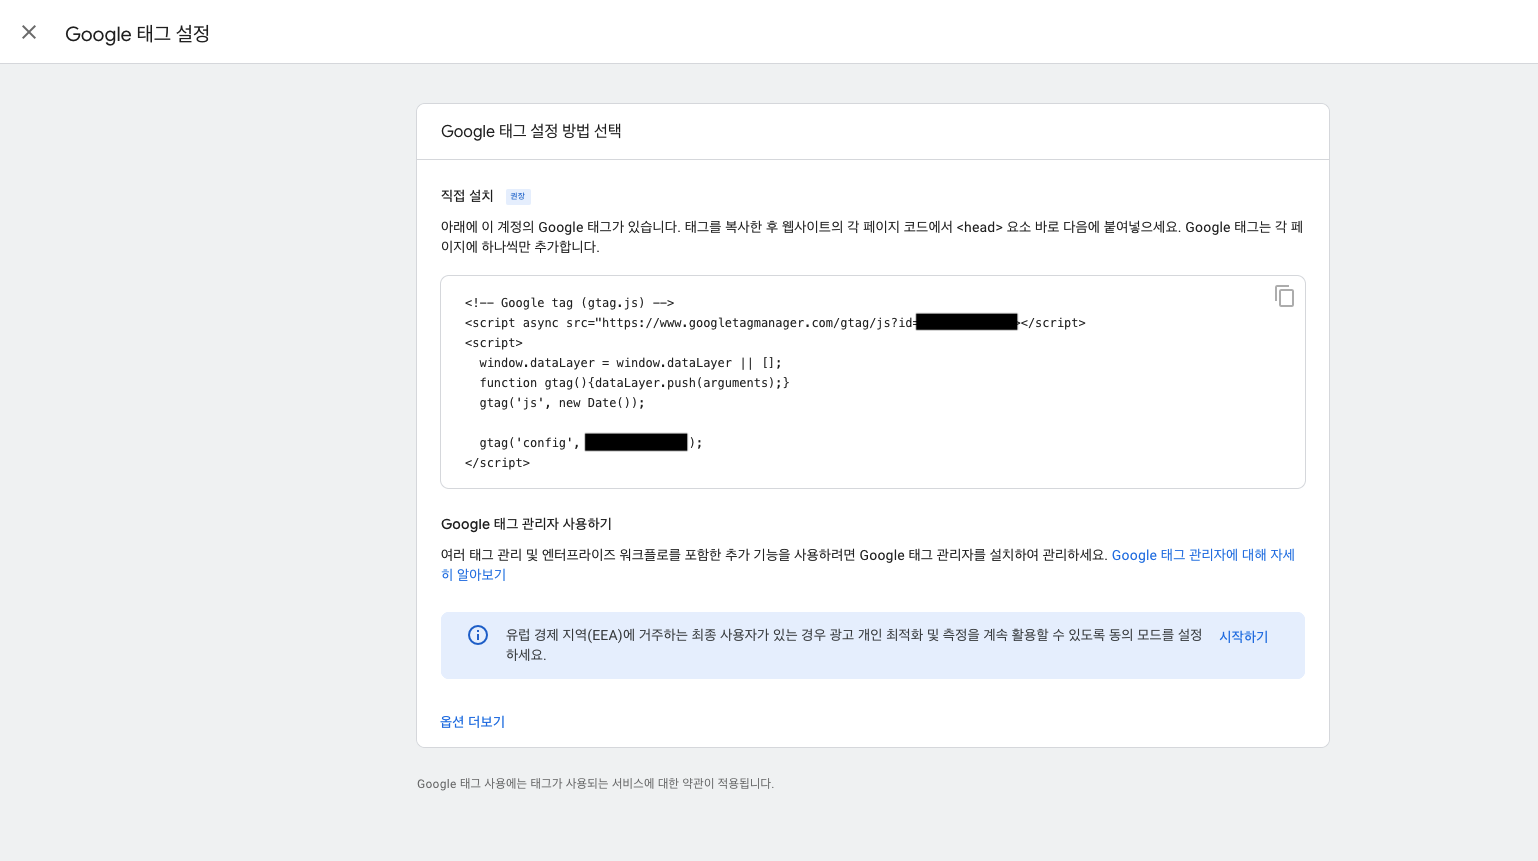 Google 태그 설정
Google 태그 설정 방법 선택
직접 설치 권장
아래에 이 계정의 Google 태그가 있습니다. 태그를 복사한 후 웹사이트의 각 페이지 코드에서 <head> 요소 바로 다음에 붙여넣으세요. Google 태그는 각 페
이지에 하나씩만 추가합니다.
<!-- Google tag (gtag.js) -->
<script async src="https://www.googletagmanager.com/gtag/js?id=></script>
<script>
window.dataLayer = window.dataLayer || [];
function gtag(){dataLayer.push(arguments);}
gtag('js', new Date());
gtag('config', );
</script>
Google 태그 관리자 사용하기
여러 태그 관리 및 엔터프라이즈 워크플로를 포함한 추가 기능을 사용하려면 Google 태그 관리자를 설치하여 관리하세요. Google 태그 관리자에 대해 자세
히 알아보기
유럽 경제 지역(EEA)에 거주하는 최종 사용자가 있는 경우 광고 개인 최적화 및 측정을 계속 활용할 수 있도록 동의 모드를 설정 시작하기
하세요.
옵션 더보기
Google 태그 사용에는 태그가 사용되는 서비스에 대한 약관이 적용됩니다.